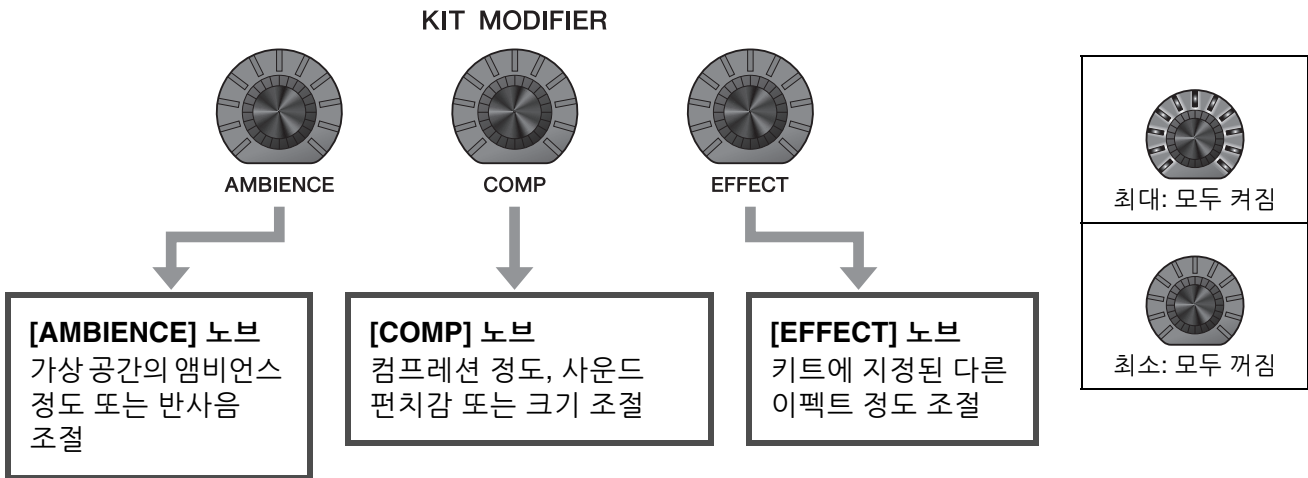 KIT MODIFIER
AMBIENCE
COMP
EFFECT
[AMBIENCE] 노브
가상 공간의 앰비언스
정도 또는 반사음
조절
[COMP] 노브
컴프레션 정도, 사운드
펀치감 또는 크기 조절
[EFFECT] 노브
키트에 지정된 다른
이펙트 정도 조절
최대: 모두 켜짐
최소: 모두 꺼짐